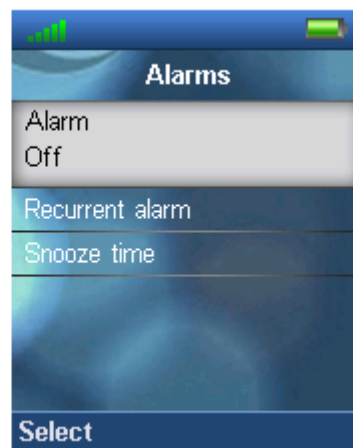 Alarms
Alarm
Off
Recurrent alarm
Snooze time
Select